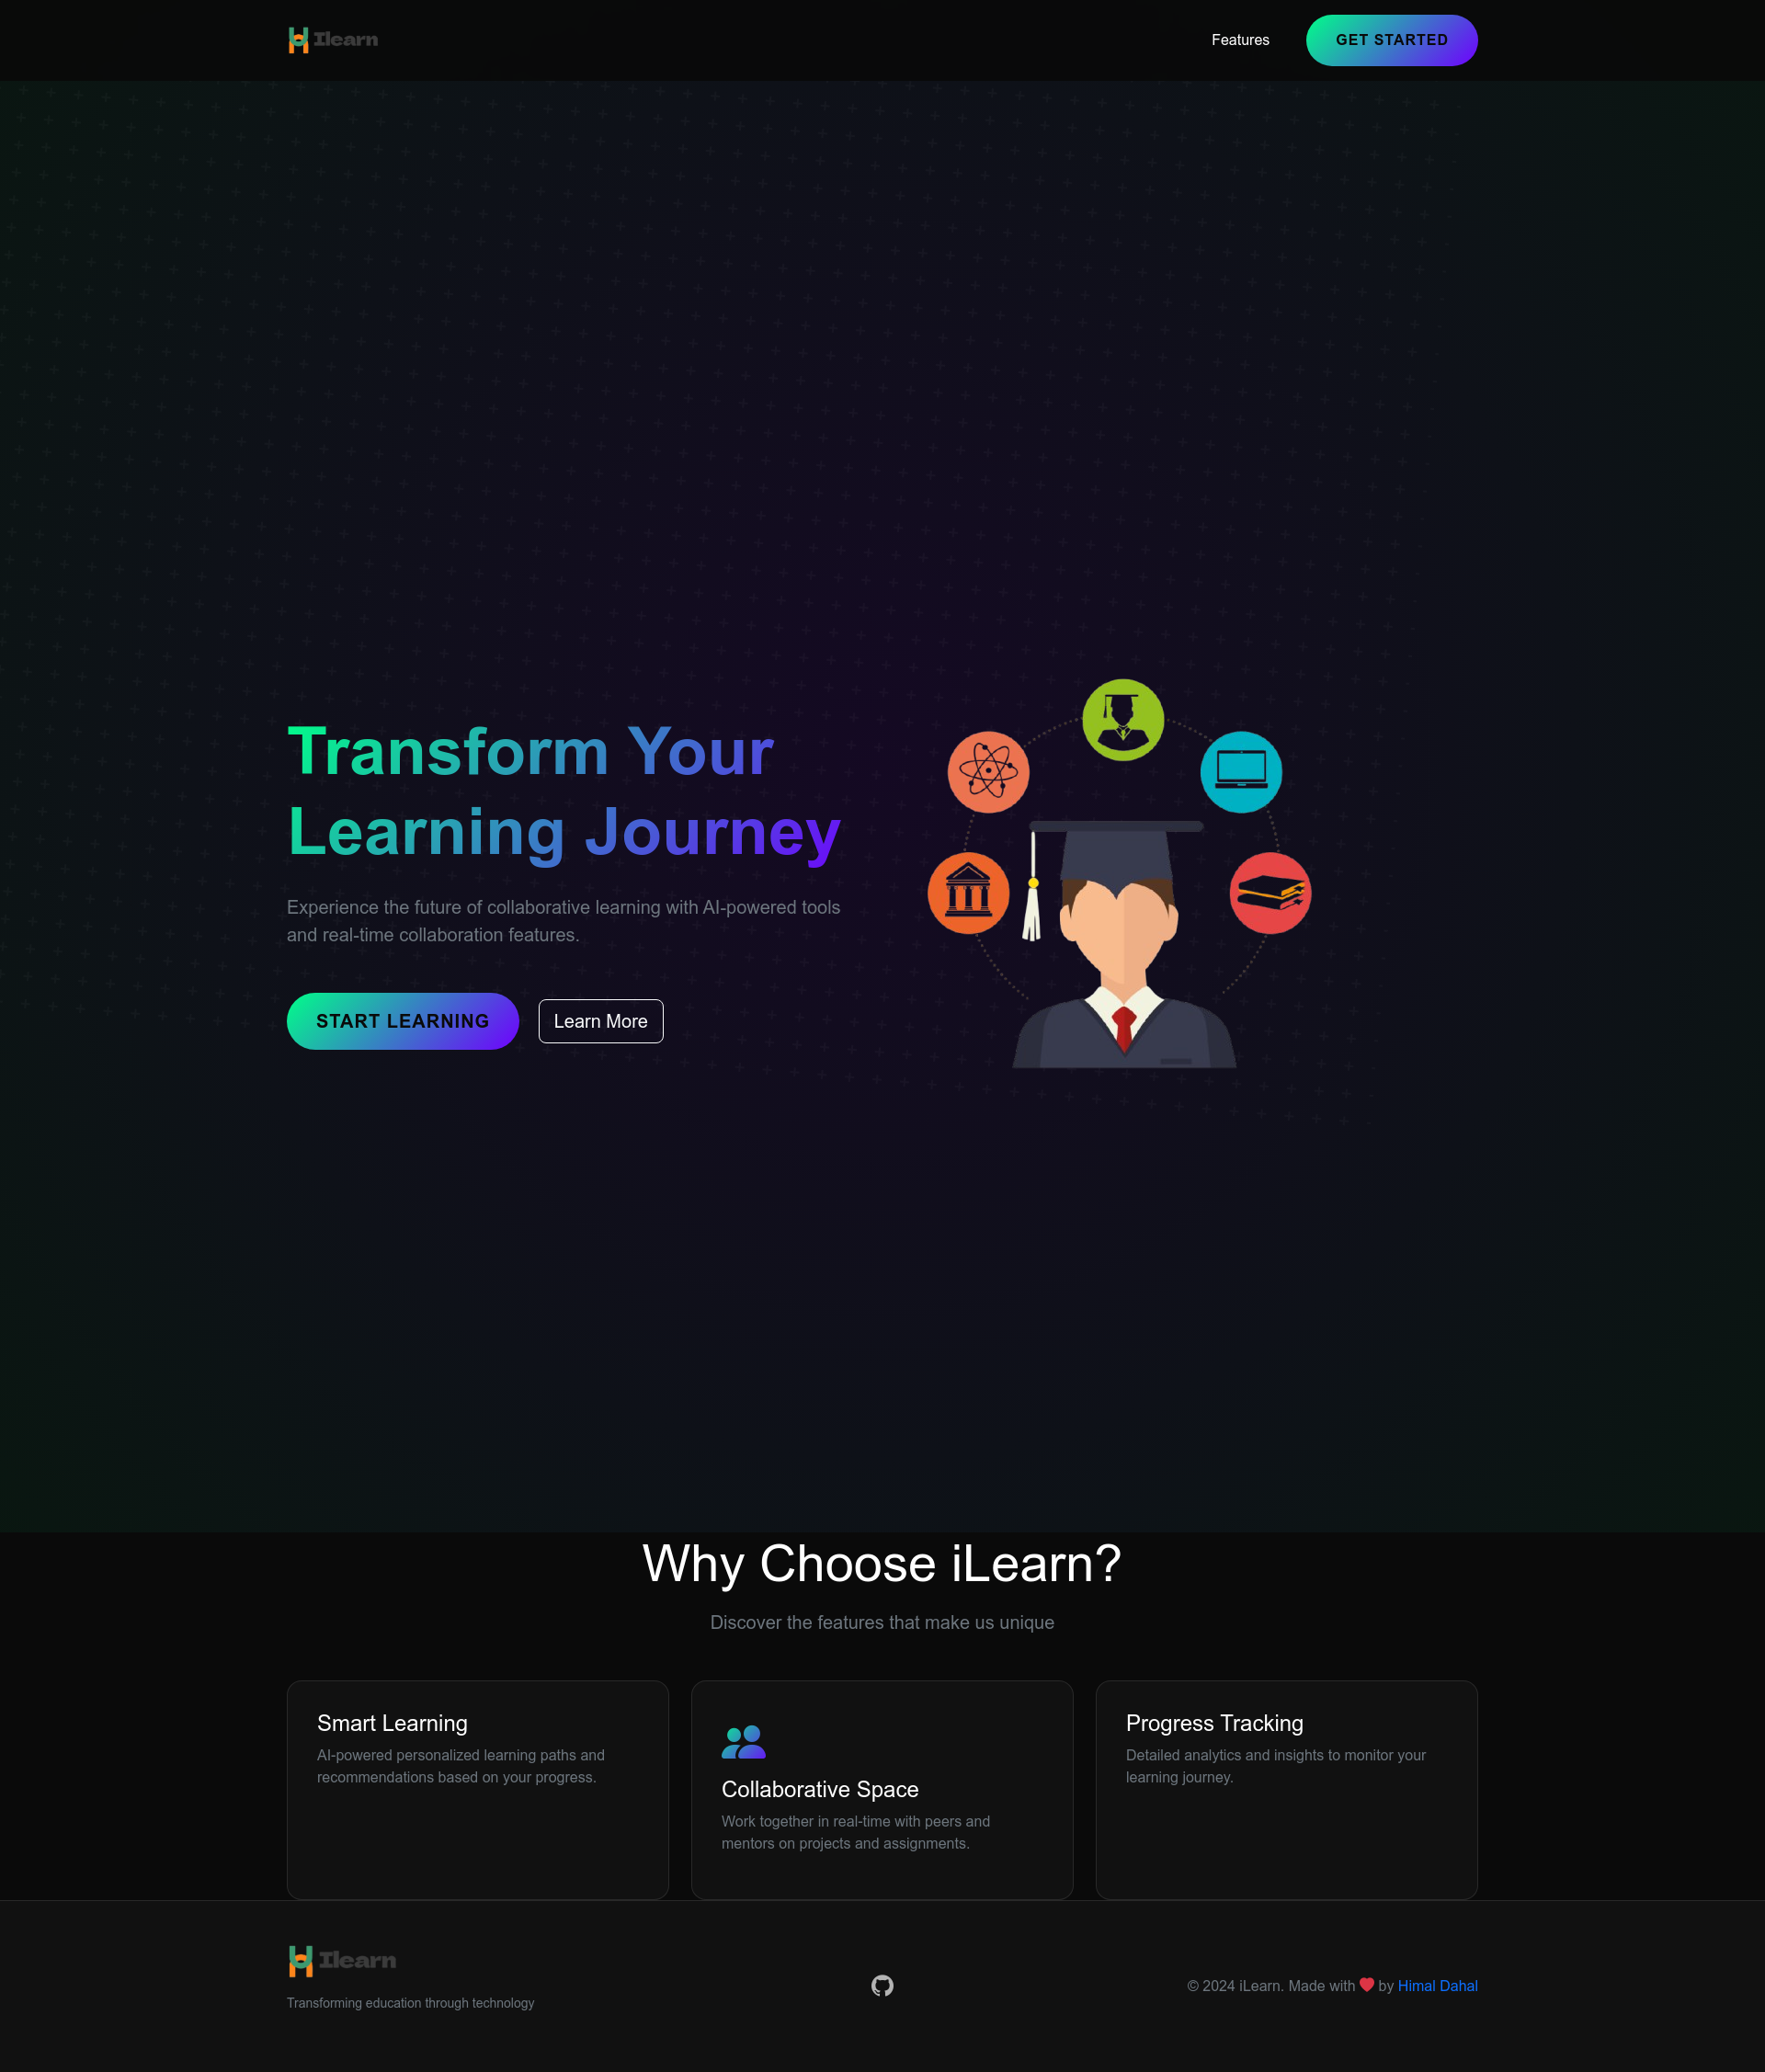 Ilearn
Features
GET STARTED
Transform Your
Learning Journey
Experience the future of collaborative learning with AI-powered tools
and real-time collaboration features.
START LEARNING
Learn More
Why Choose iLearn?
Discover the features that make us unique
Smart Learning
AI-powered personalized learning paths and
recommendations based on your progress.
Collaborative Space
Work together in real-time with peers and
mentors on projects and assignments.
Progress Tracking
Detailed analytics and insights to monitor your
learning journey.
Ilearn
Transforming education through technology
© 2024 iLearn. Made with ❤ by Himal Dahal